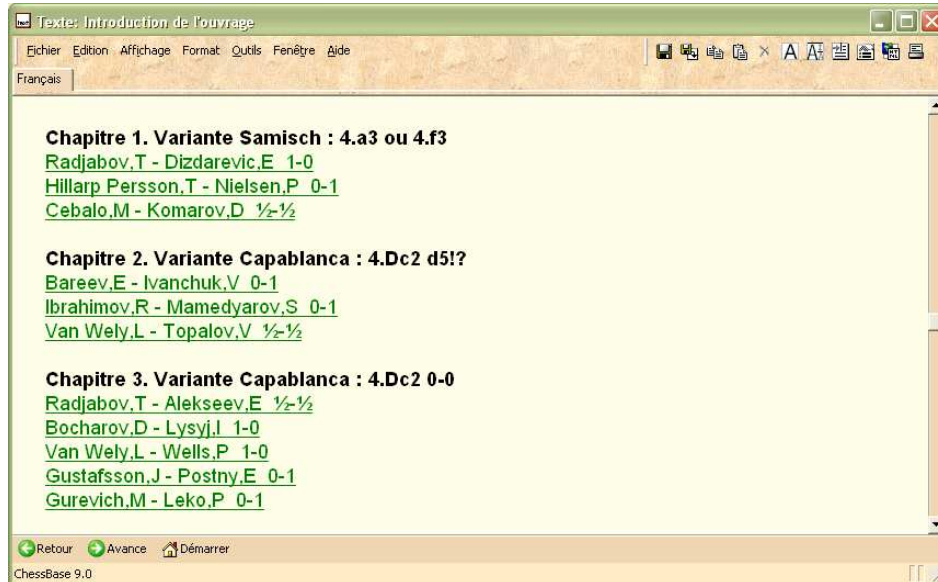 Texte: Introduction de l'ouvrage
Fichier Edition Affichage Format Outils Fenêtre Aide
Français
Chapitre 1. Variante Samisch : 4.a3 ou 4.f3
Radjabov,T - Dizdarevic,E 1-0
Hillarp Persson,T - Nielsen,P 0-1
Cebalo,M - Komarov,D ½-½
Chapitre 2. Variante Capablanca : 4.Dc2 d5!?
Bareev,E - Ivanchuk,V 0-1
Ibrahimov,R - Mamedyarov,S 0-1
Van Wely,L - Topalov,V ½-½
Chapitre 3. Variante Capablanca : 4.Dc2 0-0
Radjabov,T - Alekseev,E ½-½
Bocharov,D - Lysyj,I 1-0
Van Wely,L - Wells,P 1-0
Gustafsson,J - Postny,E 0-1
Gurevich,M - Leko,P 0-1
Retour Avance Démarrer
ChessBase 9.0